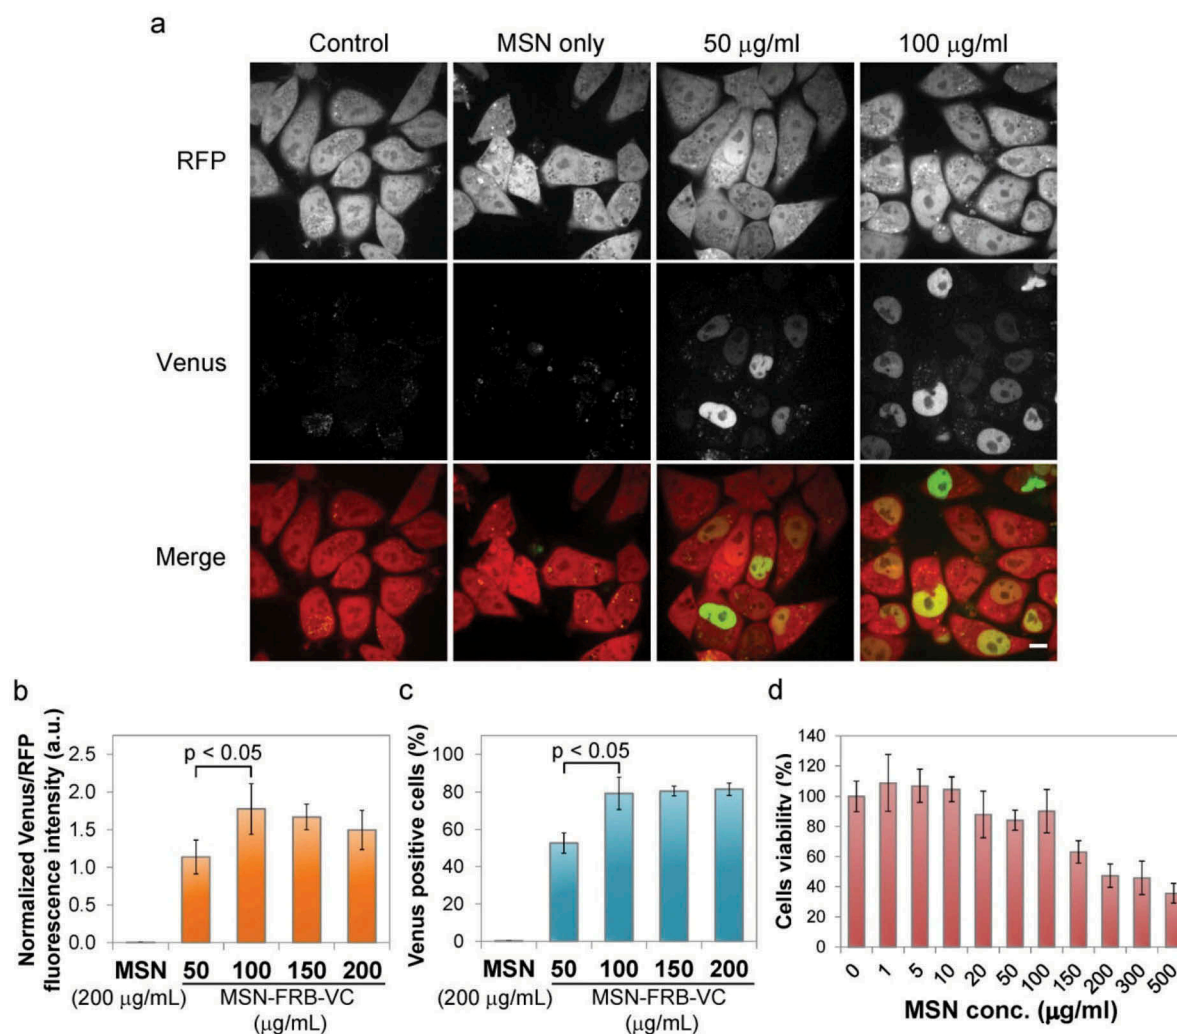 a
Control MSN only 50 μg/ml 100 μg/ml
RFP
Venus
Merge
b
Normalized Venus/RFP
fluorescence intensity (a.u.)
2.5
2.0
1.5
1.0
0.5
0.0
p < 0.05
MSN 50 100 150 200
(200 μg/mL) MSN-FRB-VC
(μg/mL)
c
Venus positive cells (%)
100
80
60
40
20
0
p < 0.05
MSN 50 100 150 200
(200 μg/mL) MSN-FRB-VC
(μg/mL)
d
Cells viability (%)
140
120
100
80
60
40
20
0
0 1 5 10 20 50 100 150 200 300 500
MSN conc. (μg/ml)